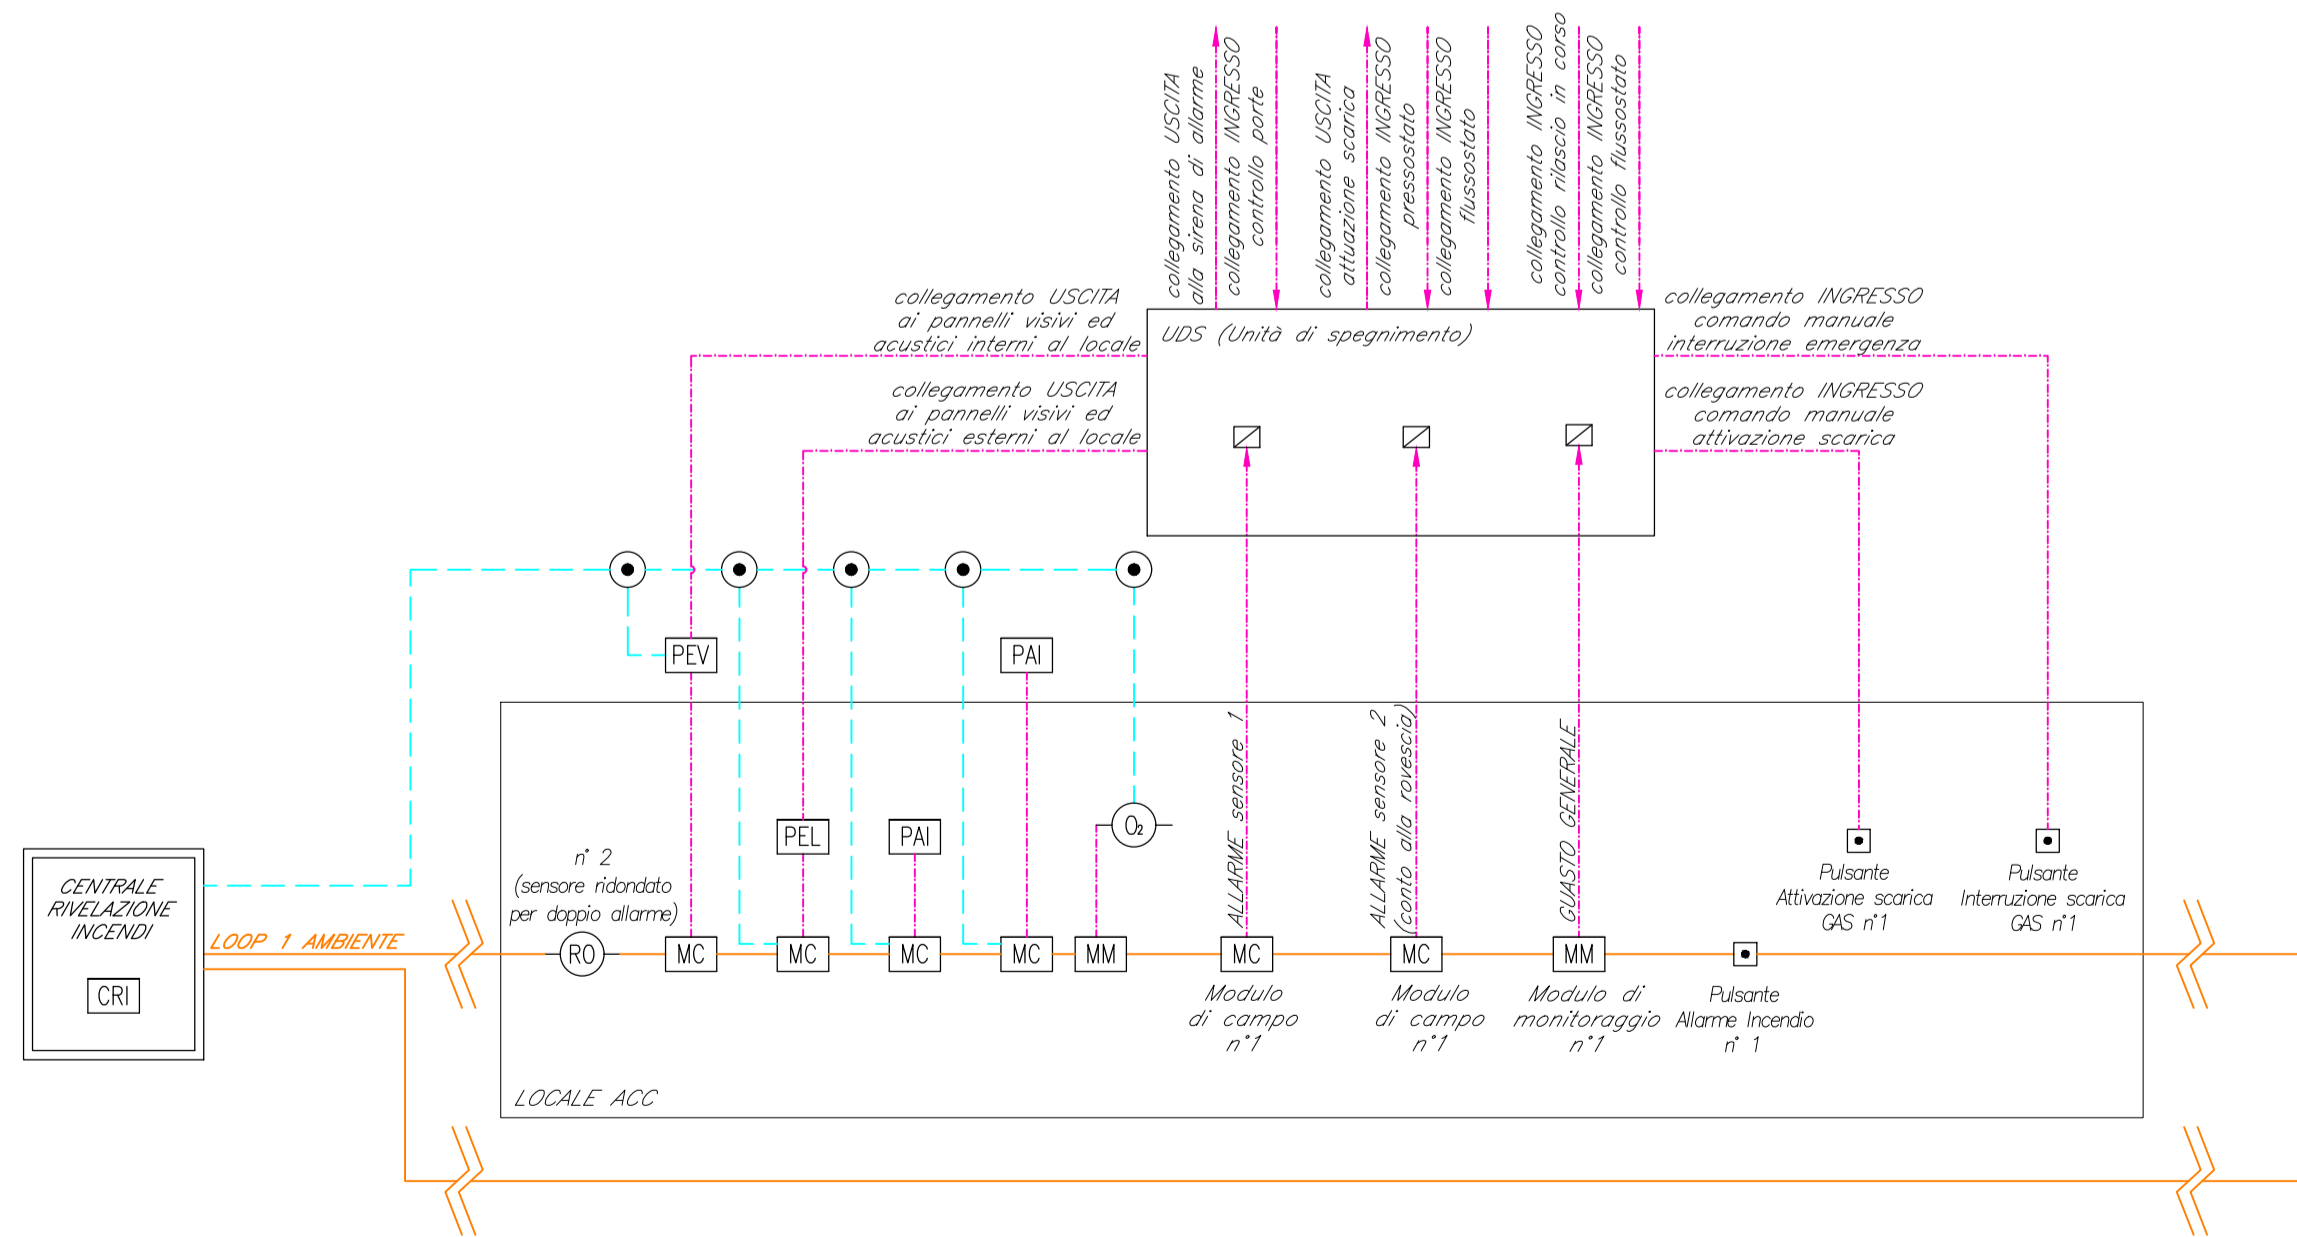 collegamento USCITA
alla sirena di allarme
collegamento INGRESSO
controllo porte
collegamento USCITA
attuazione scarica
collegamento INGRESSO
pressostato
collegamento INGRESSO
flussostato
collegamento INGRESSO
controllo rilascio in corso
collegamento INGRESSO
controllo flussostato
collegamento USCITA
ai pannelli visivi ed
acustici interni al locale
collegamento USCITA
ai pannelli visivi ed
acustici esterni al locale
UDS (Unità di spegnimento)
collegamento INGRESSO
comando manuale
interruzione emergenza
collegamento INGRESSO
comando manuale
attivazione scarica
PEV
PAI
PEL
PAI
O2
ALLARME sensore 1
ALLARME sensore 2
(conto alla rovescia)
GUASTO GENERALE
CENTRALE
RIVELAZIONE
INCENDI
CRI
LOOP 1 AMBIENTE
n° 2
(sensore ridondato
per doppio allarme)
RO
MC
MC
MC
MC
MM
MC
MC
MM
Modulo
di campo
n°1
Modulo
di campo
n°1
Modulo di
monitoraggio
n°1
Pulsante
Allarme Incendio
n° 1
Pulsante
Attivazione scarica
GAS n°1
Pulsante
Interruzione scarica
GAS n°1
LOCALE ACC